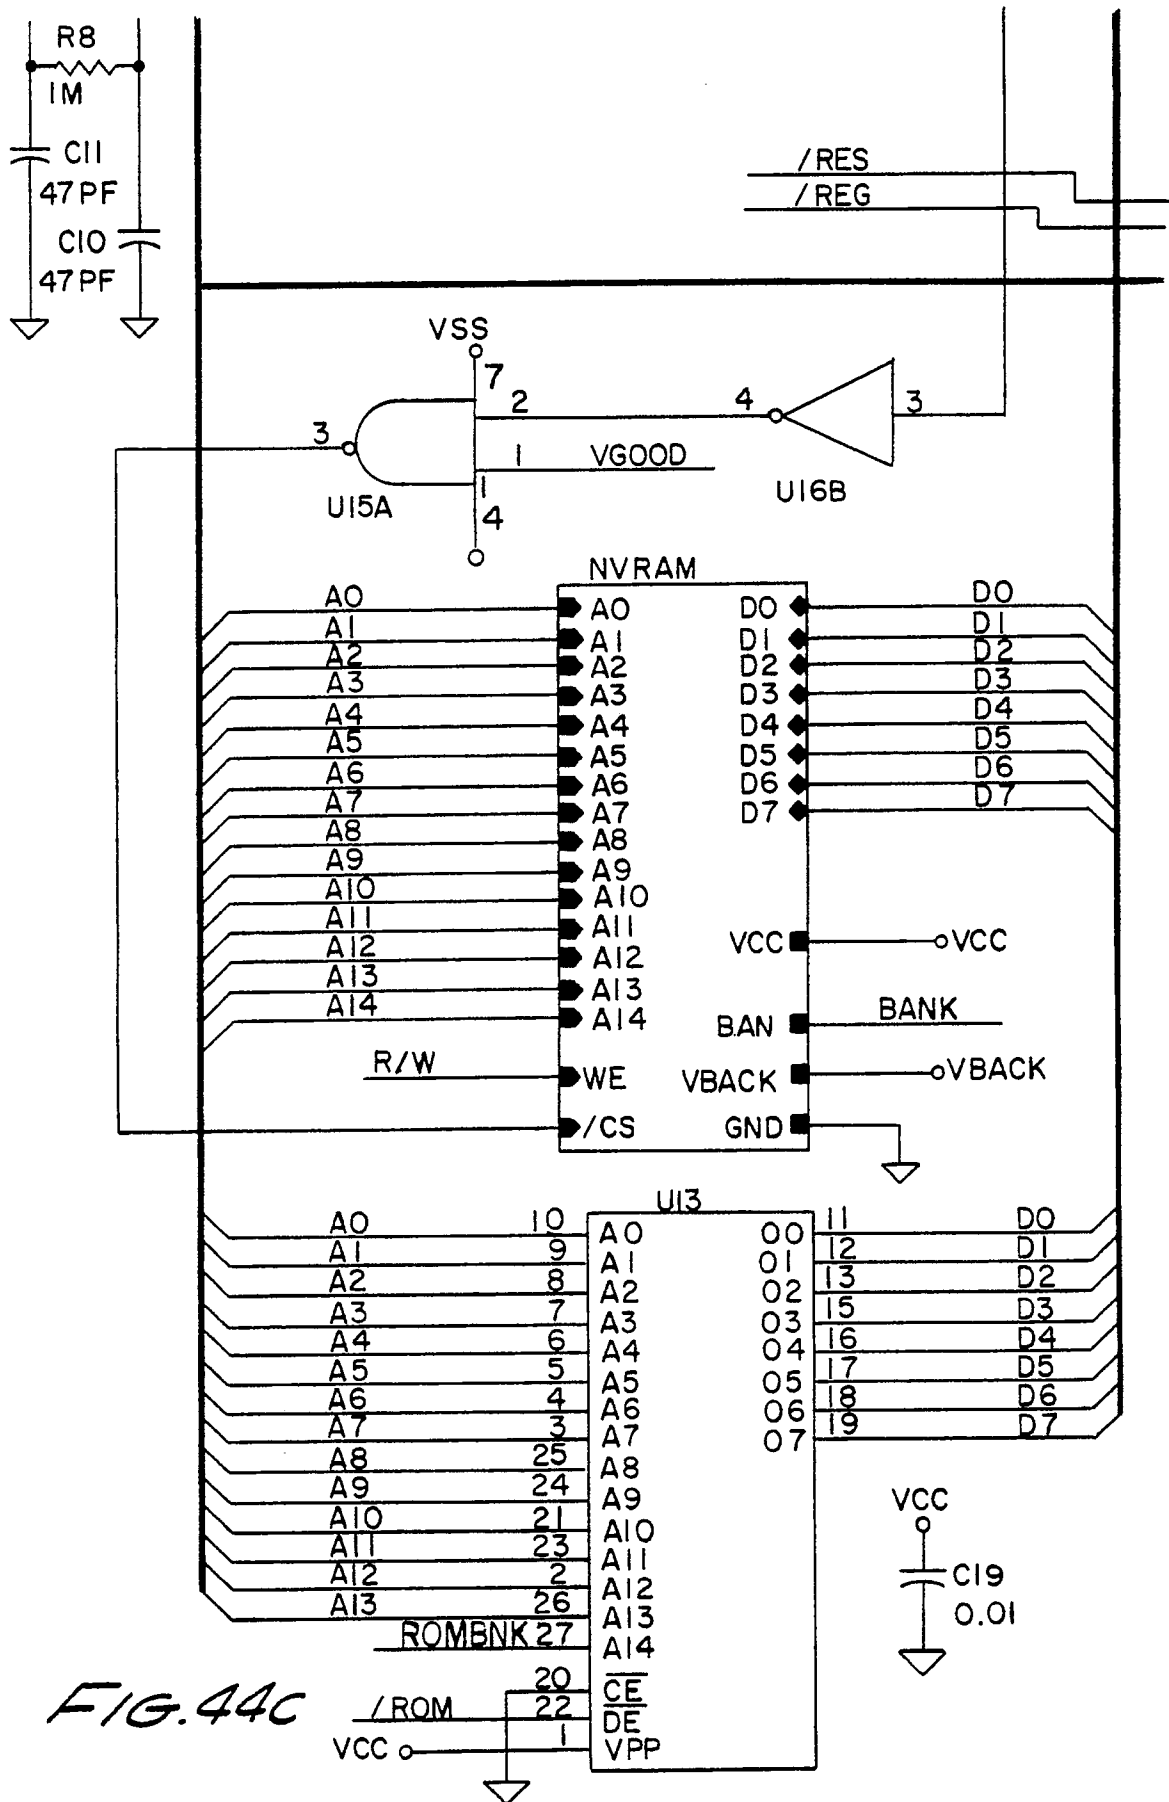 R8
1M
C11
47PF
C10
47PF
/RES
/REG
VSS
7
2
4
3
3
1
VGOOD
U15A
1
4
U16B
NVRAM
A0 A0 D0 D0
A1 A1 D1 D1
A2 A2 D2 D2
A3 A3 D3 D3
A4 A4 D4 D4
A5 A5 D5 D5
A6 A6 D6 D6
A7 A7 D7 D7
A8 A8
A9 A9
A10 A10
A11 A11
A12 A12 VCC VCC
A13 A13
A14 A14 BAN BANK
R/W WE VBACK VBACK
/CS GND
U13
A0 10 A0 O0 11 D0
A1 9 A1 O1 12 D1
A2 8 A2 O2 13 D2
A3 7 A3 O3 15 D3
A4 6 A4 O4 16 D4
A5 5 A5 O5 17 D5
A6 4 A6 O6 18 D6
A7 3 A7 O7 19 D7
A8 25 A8
A9 24 A9
A10 21 A10
A11 23 A11
A12 2 A12
A13 26 A13
ROMBNK 27 A14
20 CE
/ROM 22 DE
VCC 1 VPP
VCC
C19
0.01
FIG.44C